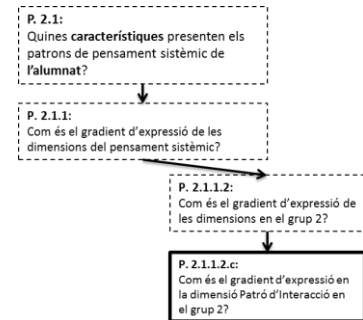 P. 2.1:
Quines característiques presenten els
patrons de pensament sistèmic de
l'alumnat?
P. 2.1.1:
Com és el gradient d'expressió de les
dimensions del pensament sistèmic?
P. 2.1.1.2:
Com és el gradient d'expressió de
les dimensions en el grup 2?
P. 2.1.1.2.c:
Com és el gradient d'expressió en
la dimensió Patró d'Interacció en
el grup 2?